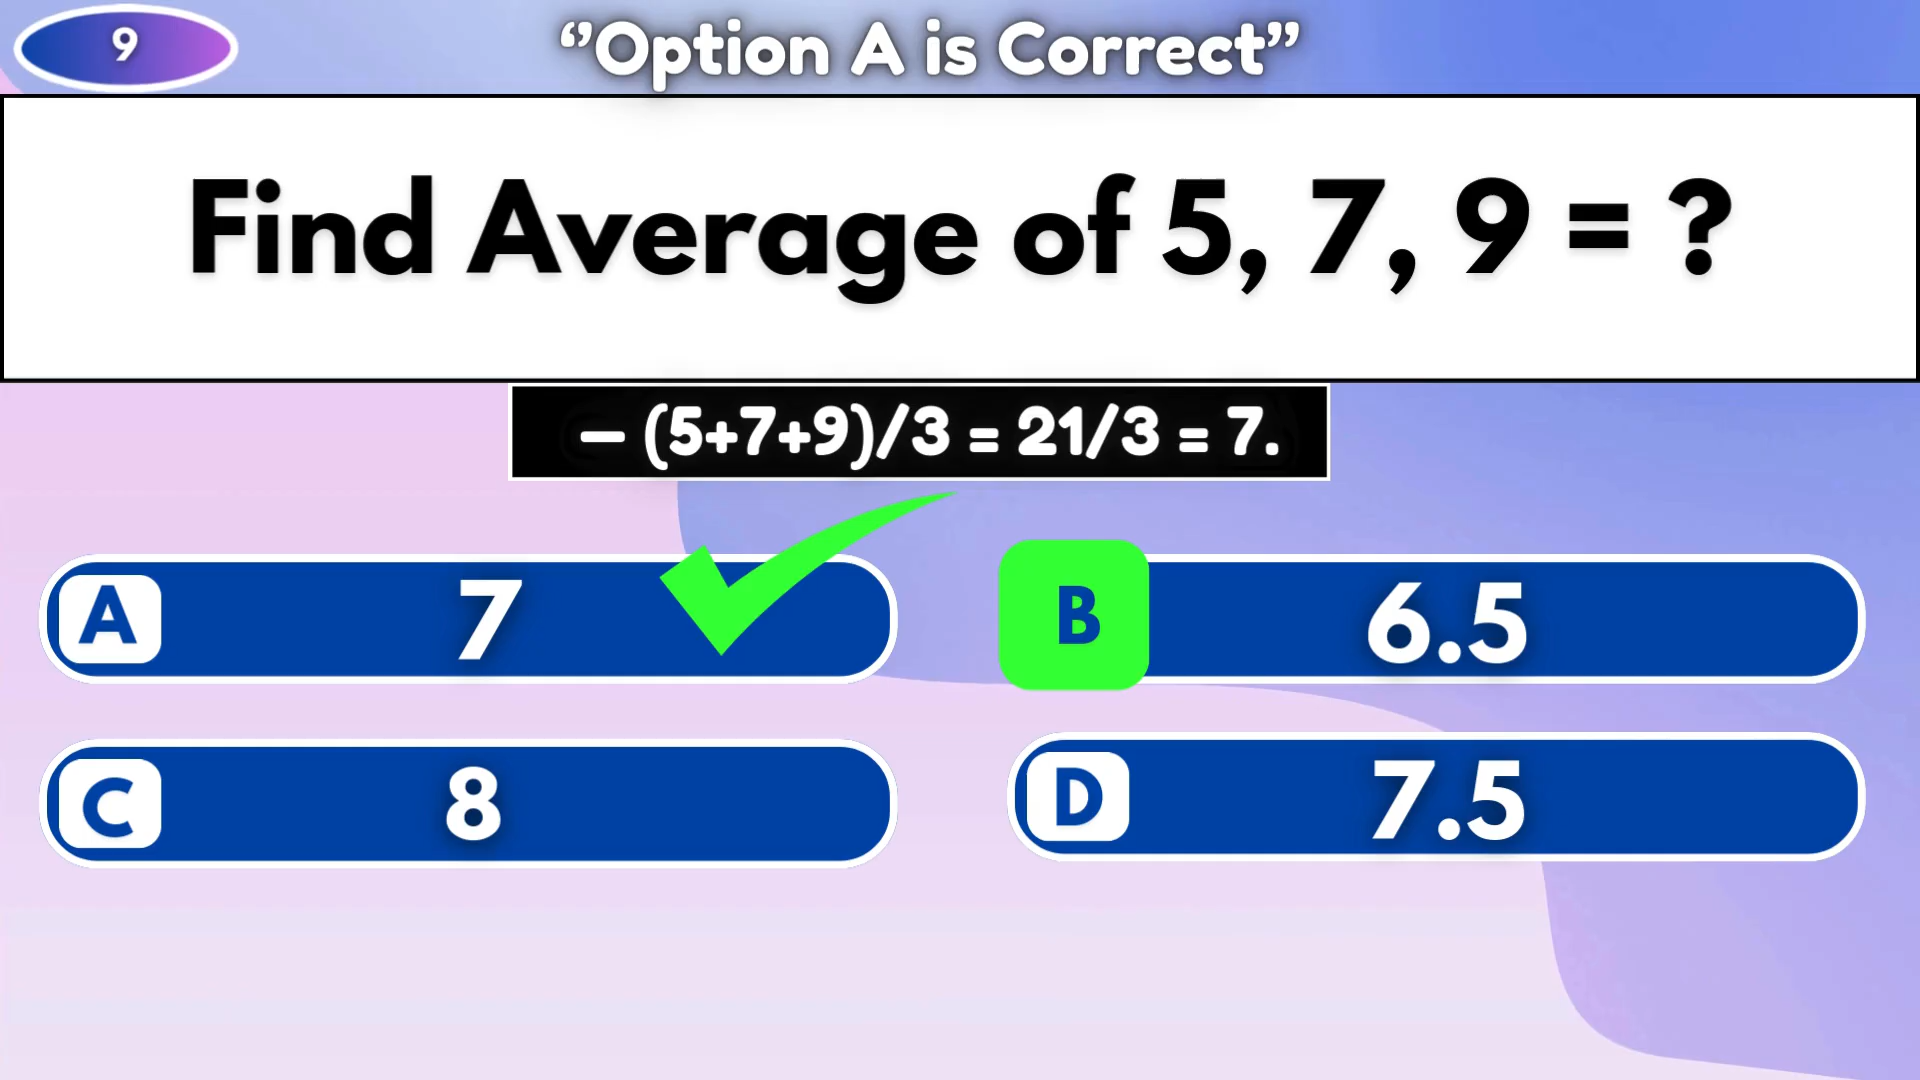 9
“Option A is Correct”
Find Average of 5, 7, 9 = ?
– (5+7+9)/3 = 21/3 = 7.
A 7
B 6.5
C 8
D 7.5